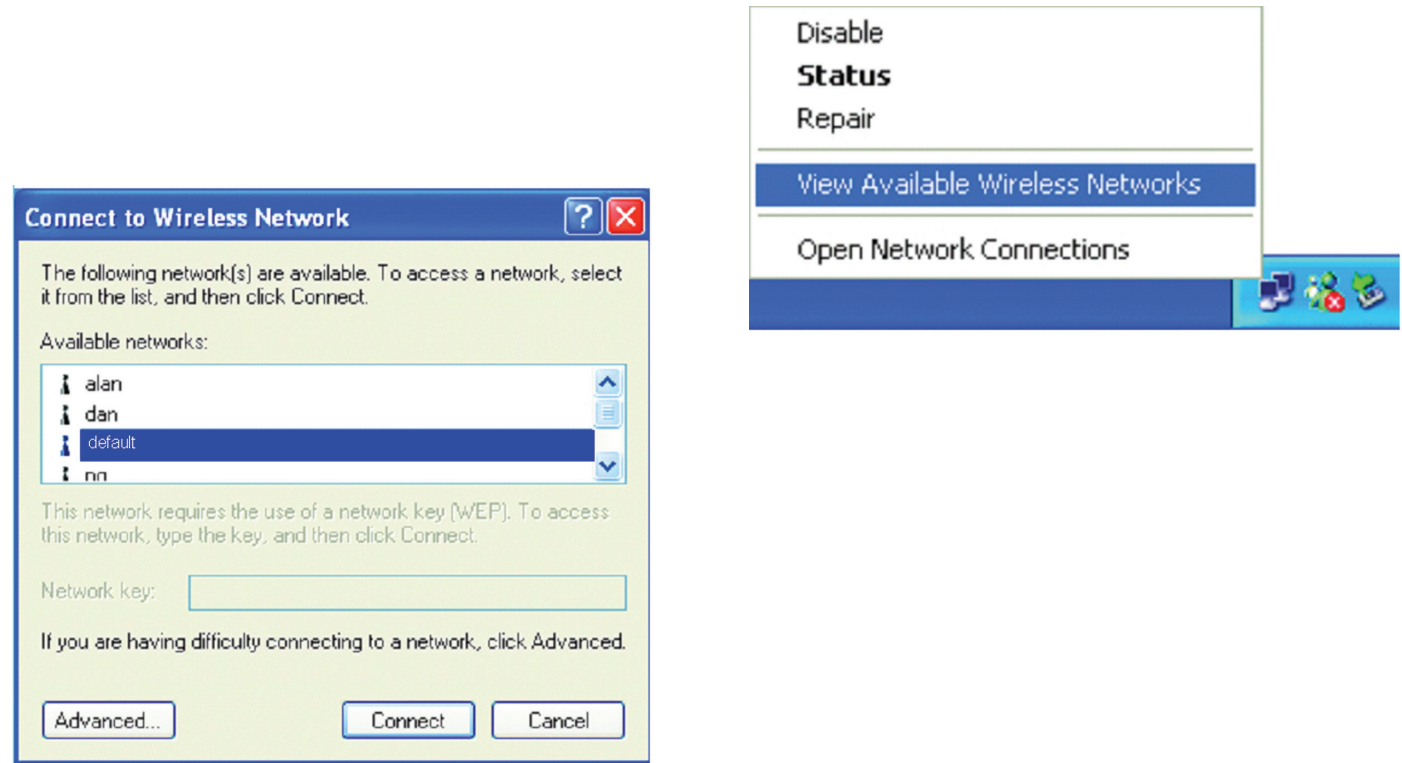 Disable
Status
Repair
View Available Wireless Networks
Open Network Connections
Connect to Wireless Network
The following network(s) are available. To access a network, select
it from the list, and then click Connect.
Available networks:
alan
dan
default
This network requires the use of a network key (WEP). To access
this network, type the key, and then click Connect.
Network key:
If you are having difficulty connecting to a network, click Advanced.
Advanced...
Connect
Cancel